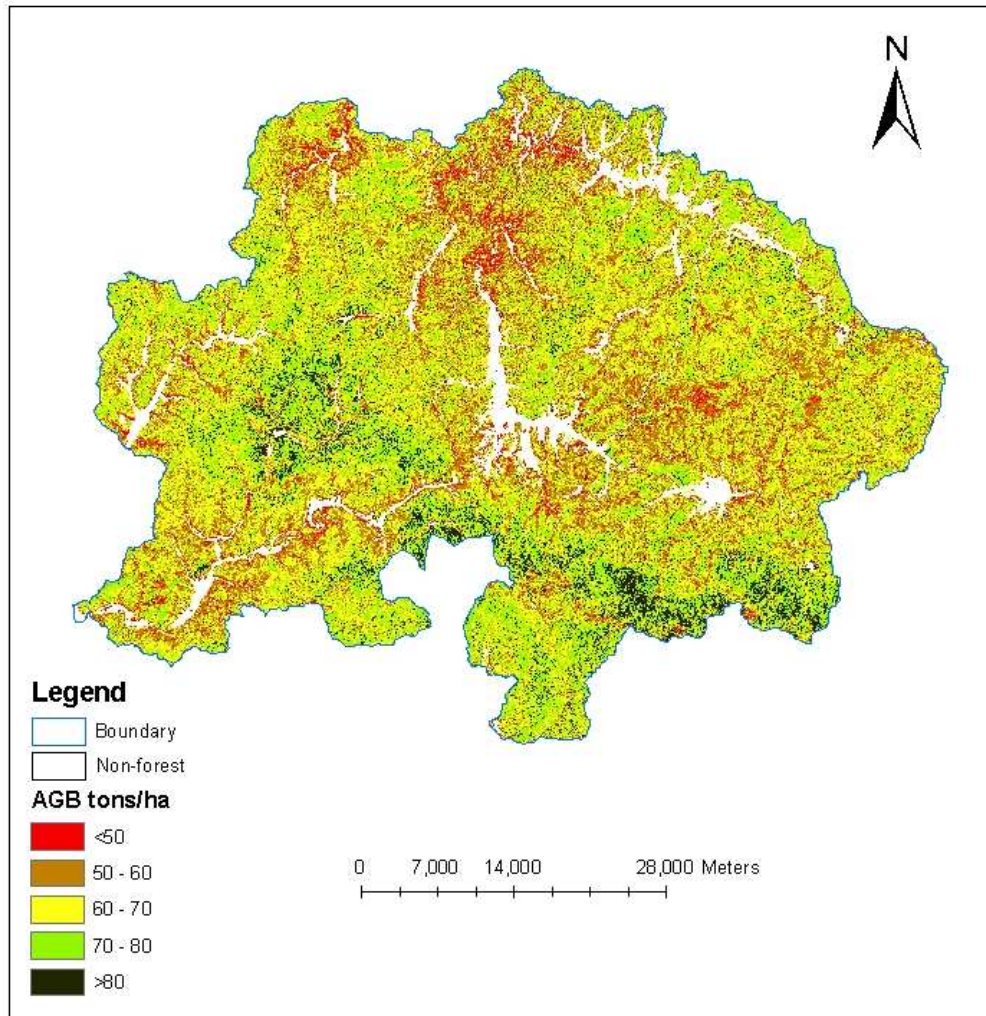 N
Legend
Boundary
Non-forest
AGB tons/ha
<50
50 - 60
60 - 70
70 - 80
>80
0 7,000 14,000 28,000 Meters